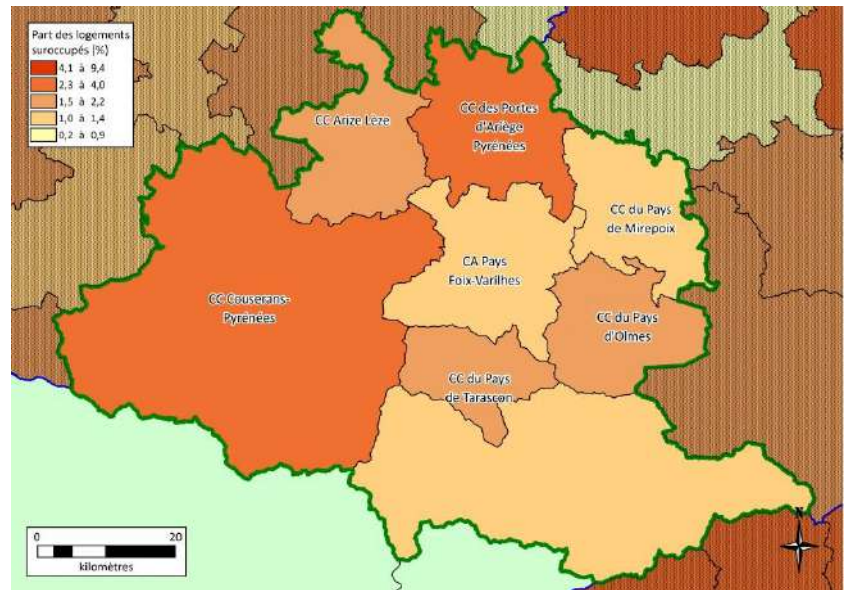 Part des logements
suroccupés (%)
4,1 à 9,4
2,3 à 4,0
1,5 à 2,2
1,0 à 1,4
0,2 à 0,9
CC Arize Lèze
CC des Portes
d'Ariège
Pyrénées
CC du Pays
de Mirepoix
CA Pays
Foix-Varilhes
CC Couserans-
Pyrénées
CC du Pays
d'Olmes
CC du Pays
de Tarascon
N
0 20
kilomètres